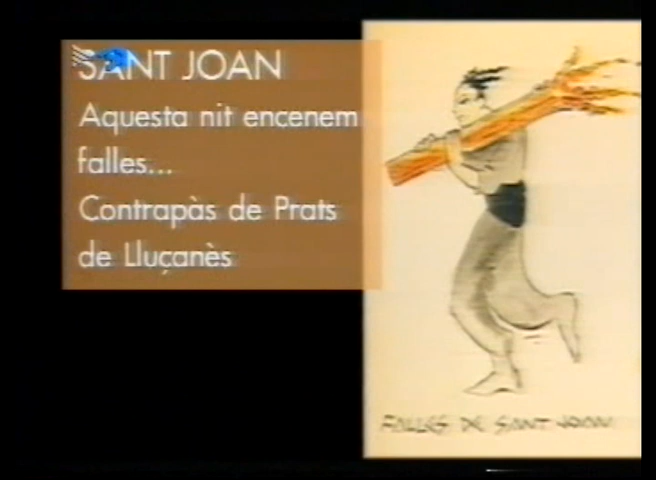 SANT JOAN
Aquesta nit encenem
falles...
Contrapàs de Prats
de Lluçanès
FALLES DE SANT JOAN